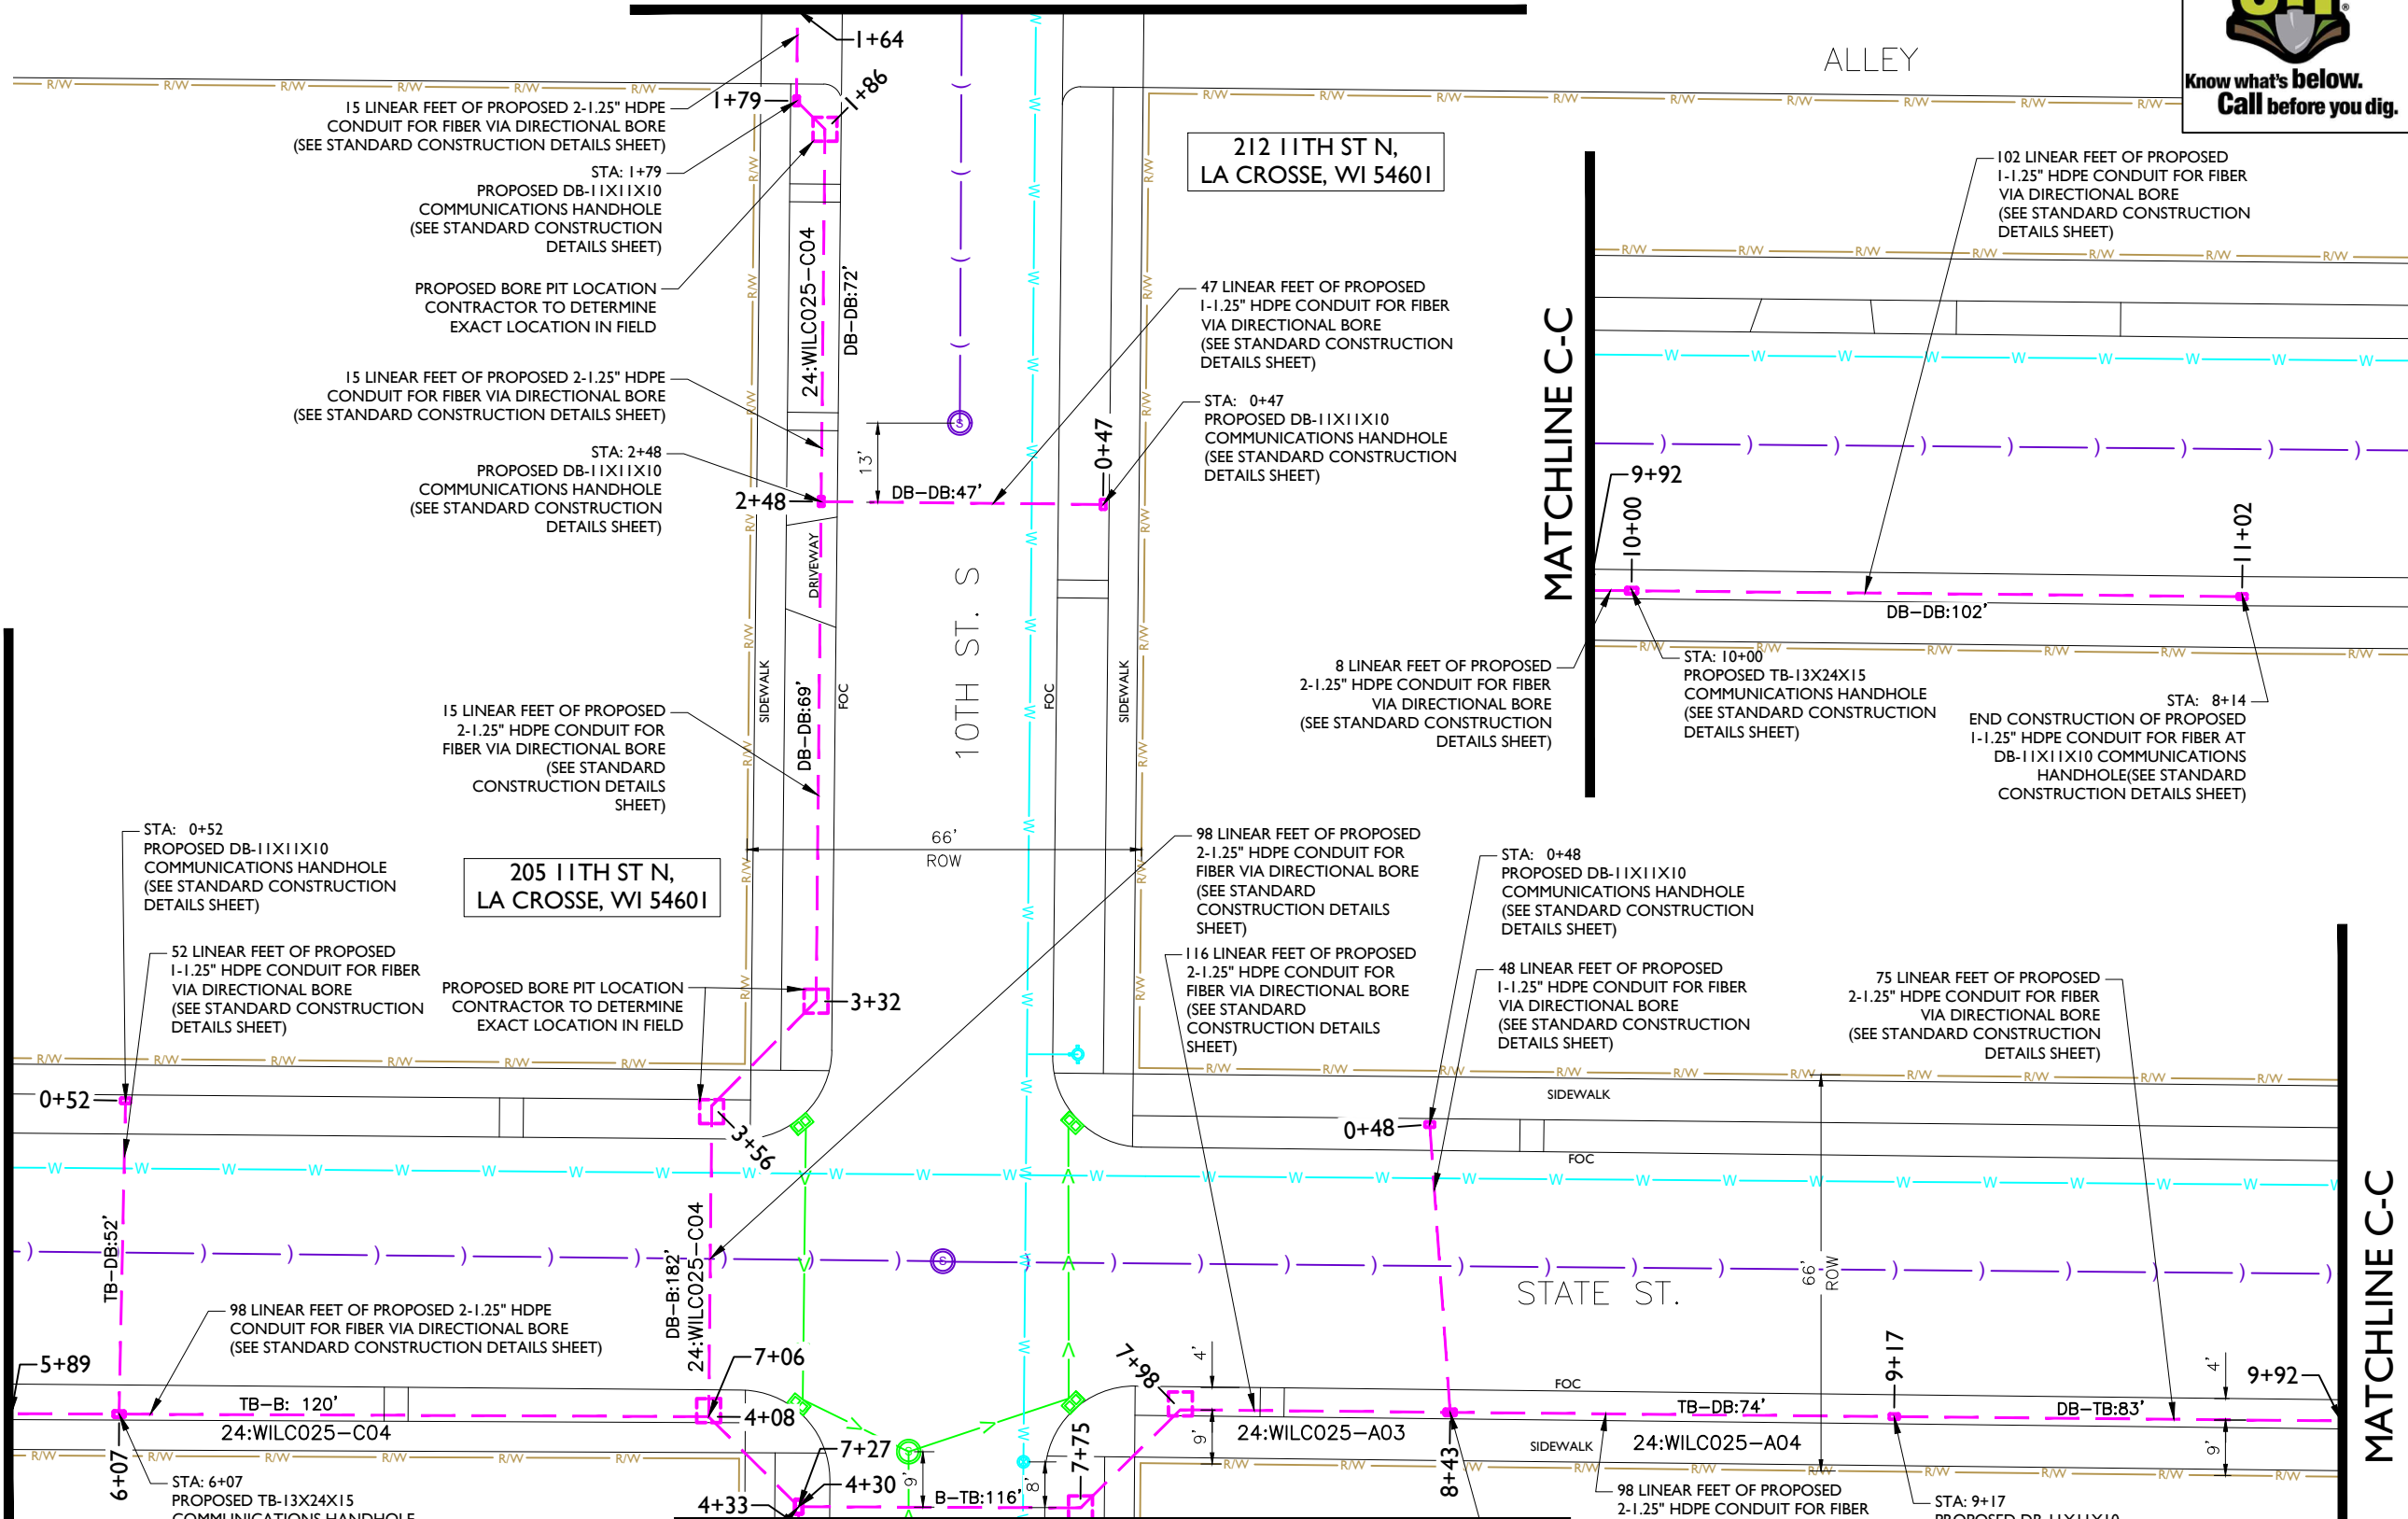 1+64
ALLEY
Know what's below.
Call before you dig.
15 LINEAR FEET OF PROPOSED 2-1.25" HDPE
CONDUIT FOR FIBER VIA DIRECTIONAL BORE
(SEE STANDARD CONSTRUCTION DETAILS SHEET)
1+79
1+86
STA: 1+79
PROPOSED DB-11X11X10
COMMUNICATIONS HANDHOLE
(SEE STANDARD CONSTRUCTION
DETAILS SHEET)
PROPOSED BORE PIT LOCATION
CONTRACTOR TO DETERMINE
EXACT LOCATION IN FIELD
15 LINEAR FEET OF PROPOSED 2-1.25" HDPE
CONDUIT FOR FIBER VIA DIRECTIONAL BORE
(SEE STANDARD CONSTRUCTION DETAILS SHEET)
STA: 2+48
PROPOSED DB-11X11X10
COMMUNICATIONS HANDHOLE
(SEE STANDARD CONSTRUCTION
DETAILS SHEET)
2+48
24:WILC025-C04
DB-DB:72'
13'
DB-DB:47'
0+47
212 11TH ST N,
LA CROSSE, WI 54601
47 LINEAR FEET OF PROPOSED
1-1.25" HDPE CONDUIT FOR FIBER
VIA DIRECTIONAL BORE
(SEE STANDARD CONSTRUCTION
DETAILS SHEET)
STA: 0+47
PROPOSED DB-11X11X10
COMMUNICATIONS HANDHOLE
(SEE STANDARD CONSTRUCTION
DETAILS SHEET)
102 LINEAR FEET OF PROPOSED
1-1.25" HDPE CONDUIT FOR FIBER
VIA DIRECTIONAL BORE
(SEE STANDARD CONSTRUCTION
DETAILS SHEET)
MATCHLINE C-C
9+92
10+00
11+02
DB-DB:102'
8 LINEAR FEET OF PROPOSED
2-1.25" HDPE CONDUIT FOR FIBER
VIA DIRECTIONAL BORE
(SEE STANDARD CONSTRUCTION
DETAILS SHEET)
STA: 10+00
PROPOSED TB-13X24X15
COMMUNICATIONS HANDHOLE
(SEE STANDARD CONSTRUCTION
DETAILS SHEET)
STA: 8+14
END CONSTRUCTION OF PROPOSED
1-1.25" HDPE CONDUIT FOR FIBER AT
DB-11X11X10 COMMUNICATIONS
HANDHOLE(SEE STANDARD
CONSTRUCTION DETAILS SHEET)
DRIVEWAY
10TH ST. S
SIDEWALK
DB-DB:69'
FOC
FOC
SIDEWALK
15 LINEAR FEET OF PROPOSED
2-1.25" HDPE CONDUIT FOR
FIBER VIA DIRECTIONAL BORE
(SEE STANDARD
CONSTRUCTION DETAILS
SHEET)
66'
ROW
STA: 0+52
PROPOSED DB-11X11X10
COMMUNICATIONS HANDHOLE
(SEE STANDARD CONSTRUCTION
DETAILS SHEET)
205 11TH ST N,
LA CROSSE, WI 54601
52 LINEAR FEET OF PROPOSED
1-1.25" HDPE CONDUIT FOR FIBER
VIA DIRECTIONAL BORE
(SEE STANDARD CONSTRUCTION
DETAILS SHEET)
PROPOSED BORE PIT LOCATION
CONTRACTOR TO DETERMINE
EXACT LOCATION IN FIELD
3+32
98 LINEAR FEET OF PROPOSED
2-1.25" HDPE CONDUIT FOR
FIBER VIA DIRECTIONAL BORE
(SEE STANDARD
CONSTRUCTION DETAILS
SHEET)
116 LINEAR FEET OF PROPOSED
2-1.25" HDPE CONDUIT FOR
FIBER VIA DIRECTIONAL BORE
(SEE STANDARD
CONSTRUCTION DETAILS
SHEET)
STA: 0+48
PROPOSED DB-11X11X10
COMMUNICATIONS HANDHOLE
(SEE STANDARD CONSTRUCTION
DETAILS SHEET)
48 LINEAR FEET OF PROPOSED
1-1.25" HDPE CONDUIT FOR FIBER
VIA DIRECTIONAL BORE
(SEE STANDARD CONSTRUCTION
DETAILS SHEET)
75 LINEAR FEET OF PROPOSED
2-1.25" HDPE CONDUIT FOR FIBER
VIA DIRECTIONAL BORE
(SEE STANDARD CONSTRUCTION
DETAILS SHEET)
0+52
3+56
0+48
SIDEWALK
FOC
TB-DB:52'
DB-B:182'
24:WILC025-C04
STATE ST.
66'
ROW
MATCHLINE C-C
98 LINEAR FEET OF PROPOSED 2-1.25" HDPE
CONDUIT FOR FIBER VIA DIRECTIONAL BORE
(SEE STANDARD CONSTRUCTION DETAILS SHEET)
5+89
7+06
7+98
4'
9+17
4'
9+92
FOC
TB-B: 120'
24:WILC025-C04
4+08
9'
24:WILC025-A03
TB-DB:74'
24:WILC025-A04
DB-TB:83'
9'
SIDEWALK
6+07
7+27
4+30
4+33
9'
B-TB:116'
8'
7+75
8+43
STA: 6+07
PROPOSED TB-13X24X15
COMMUNICATIONS HANDHOLE
98 LINEAR FEET OF PROPOSED
2-1.25" HDPE CONDUIT FOR FIBER
STA: 9+17
PROPOSED DB-11X11X10